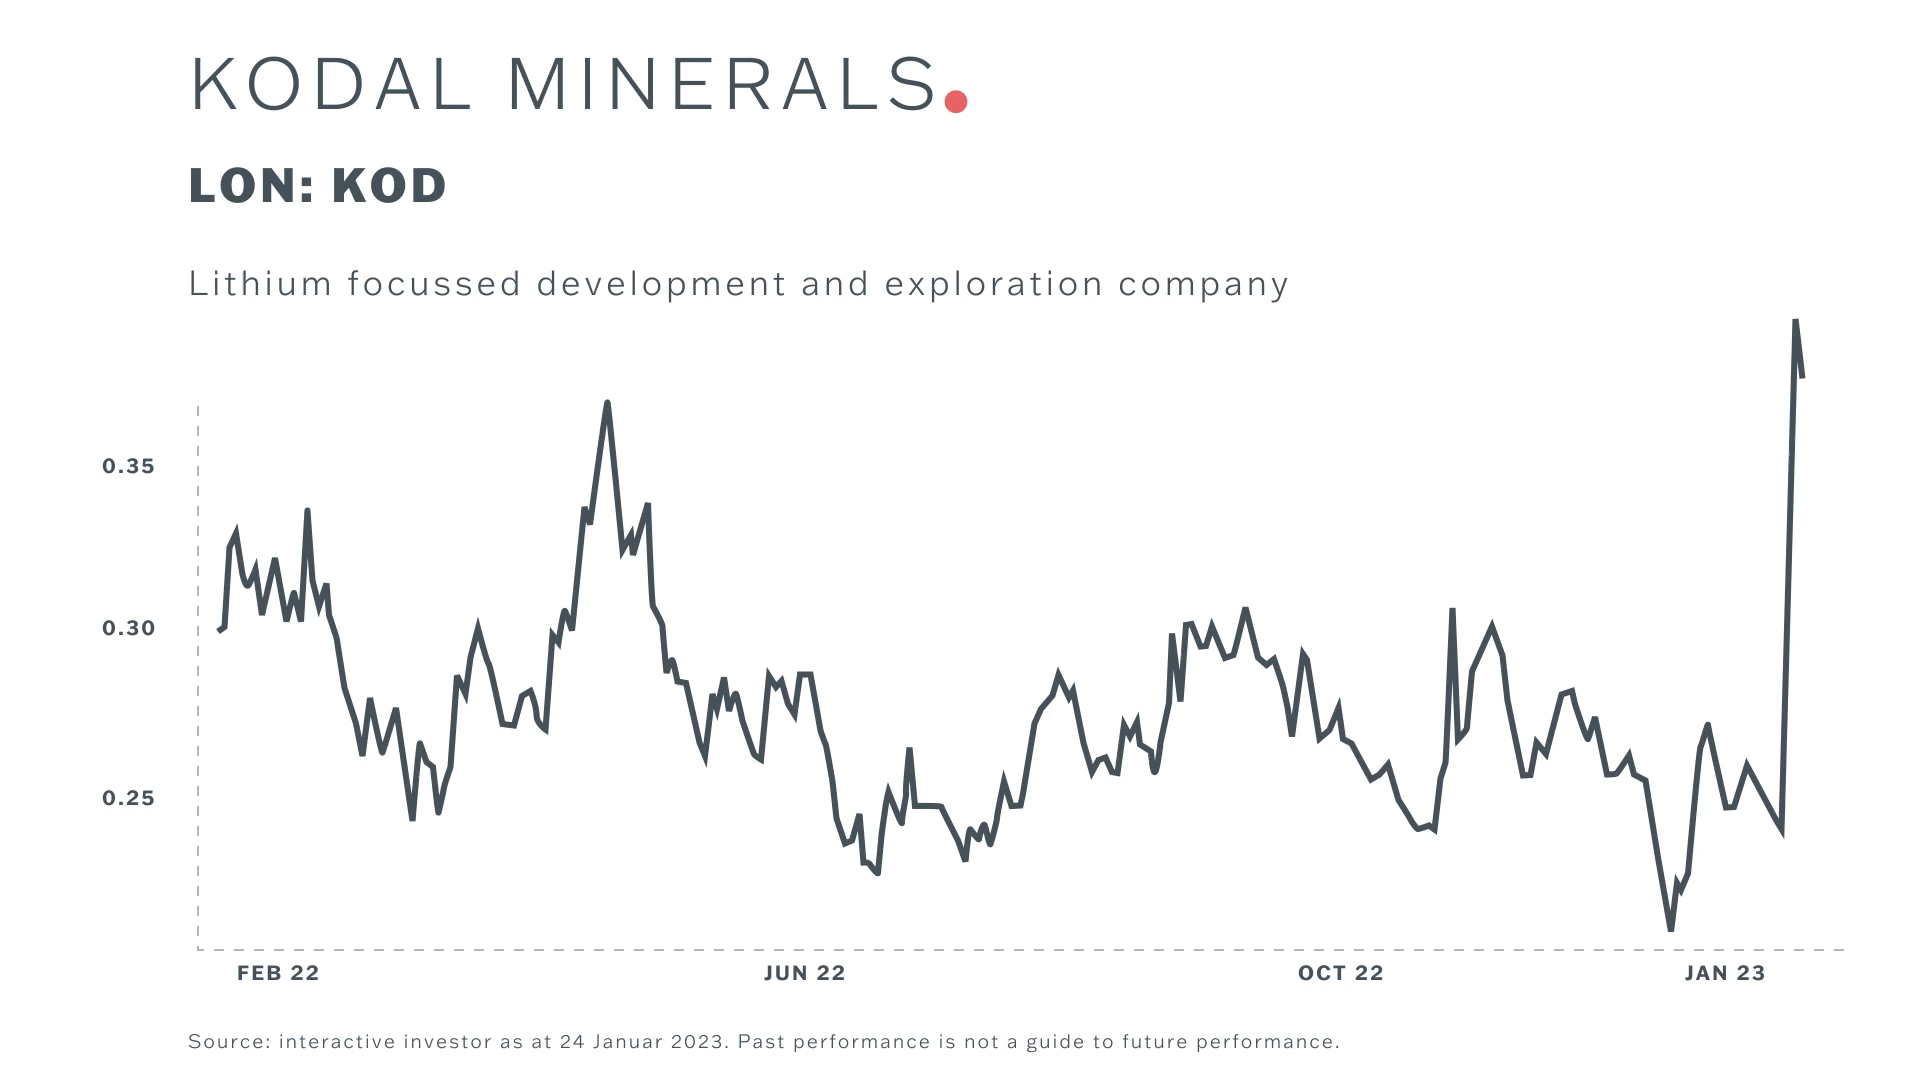 KODAL MINERALS.
LON: KOD
Lithium focussed development and exploration company
0.35
0.30
0.25
FEB 22 JUN 22 OCT 22 JAN 23
Source: interactive investor as at 24 Januar 2023. Past performance is not a guide to future performance.